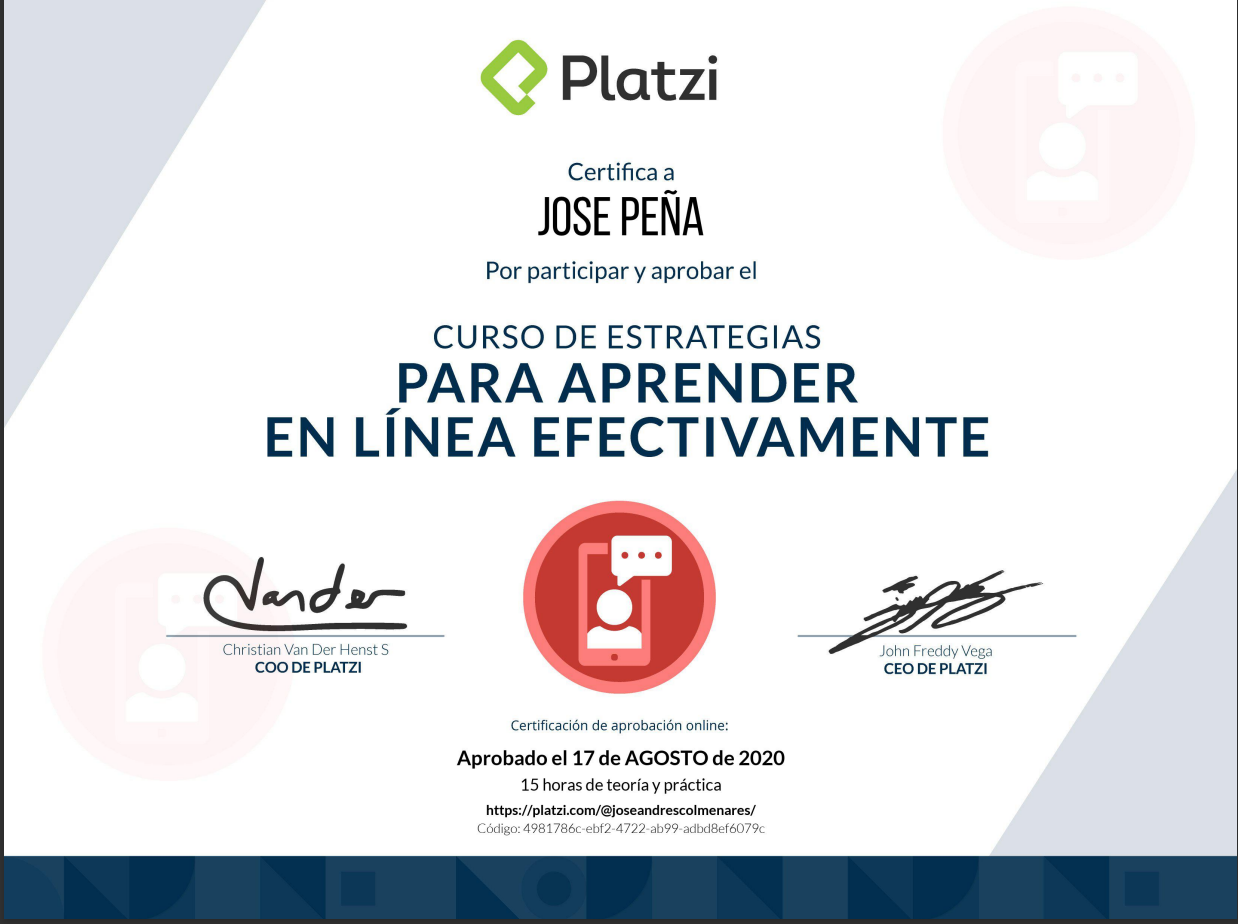 Platzi
Certifica a
JOSE PEÑA
Por participar y aprobar el
CURSO DE ESTRATEGIAS
PARA APRENDER
EN LÍNEA EFECTIVAMENTE
Vander
Christian Van Der Henst S
COO DE PLATZI
John Freddy Vega
CEO DE PLATZI
Certificación de aprobación online:
Aprobado el 17 de AGOSTO de 2020
15 horas de teoría y práctica
https://platzi.com/@joseandrescolmenares/
Código: 4981786c-ebf2-4722-ab99-adbd8ef6079c